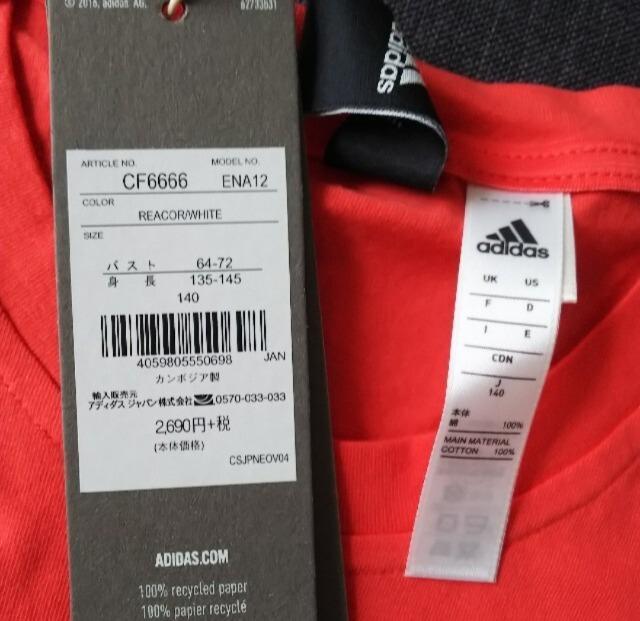 © 2018, adidas AG.
62733631
ARTICLE NO. MODEL NO.
CF6666 ENA12
COLOR
REACOR/WHITE
SIZE
バスト 64-72
身長 135-145
140
4059805550698 JAN
カンボジア製
輸入販売元
アディダス ジャパン株式会社 0570-033-033
2,690円+税
(本体価格)
CSJPNEOV04
ADIDAS.COM
100% recycled paper
100% papier recyclé
adidas
adidas
UK US
F D
I E
CDN
J
140
本体
綿 100%
MAIN MATERIAL
COTTON 100%